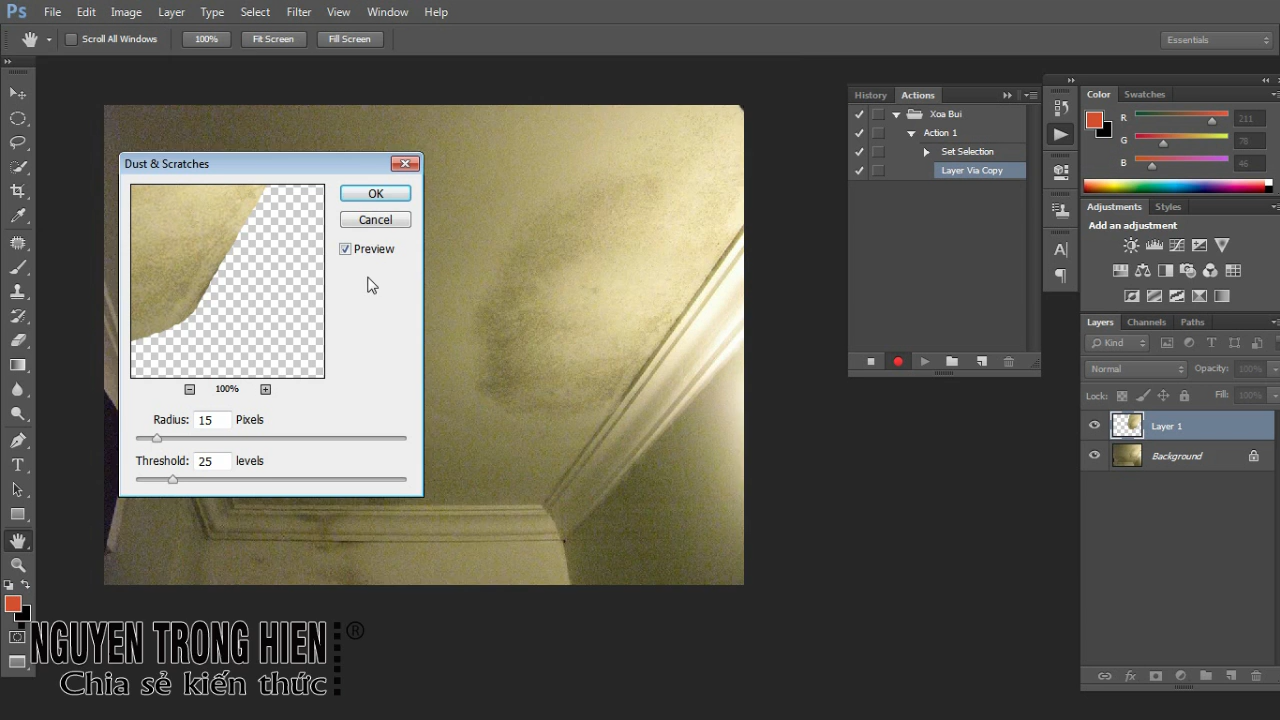 Ps File Edit Image Layer Type Select Filter View Window Help
Scroll All Windows 100% Fit Screen Fill Screen Essentials
History Actions
Xoa Bui
Action 1
Set Selection
Layer Via Copy
Color Swatches
R 211
G 78
B 46
Adjustments Styles
Add an adjustment
Layers Channels Paths
Kind
Normal Opacity: 100%
Lock: Fill: 100%
Layer 1
Background
Dust & Scratches
OK
Cancel
Preview
100%
Radius: 15 Pixels
Threshold: 25 levels
NGUYEN TRONG HIEN ®
Chia sẻ kiến thức